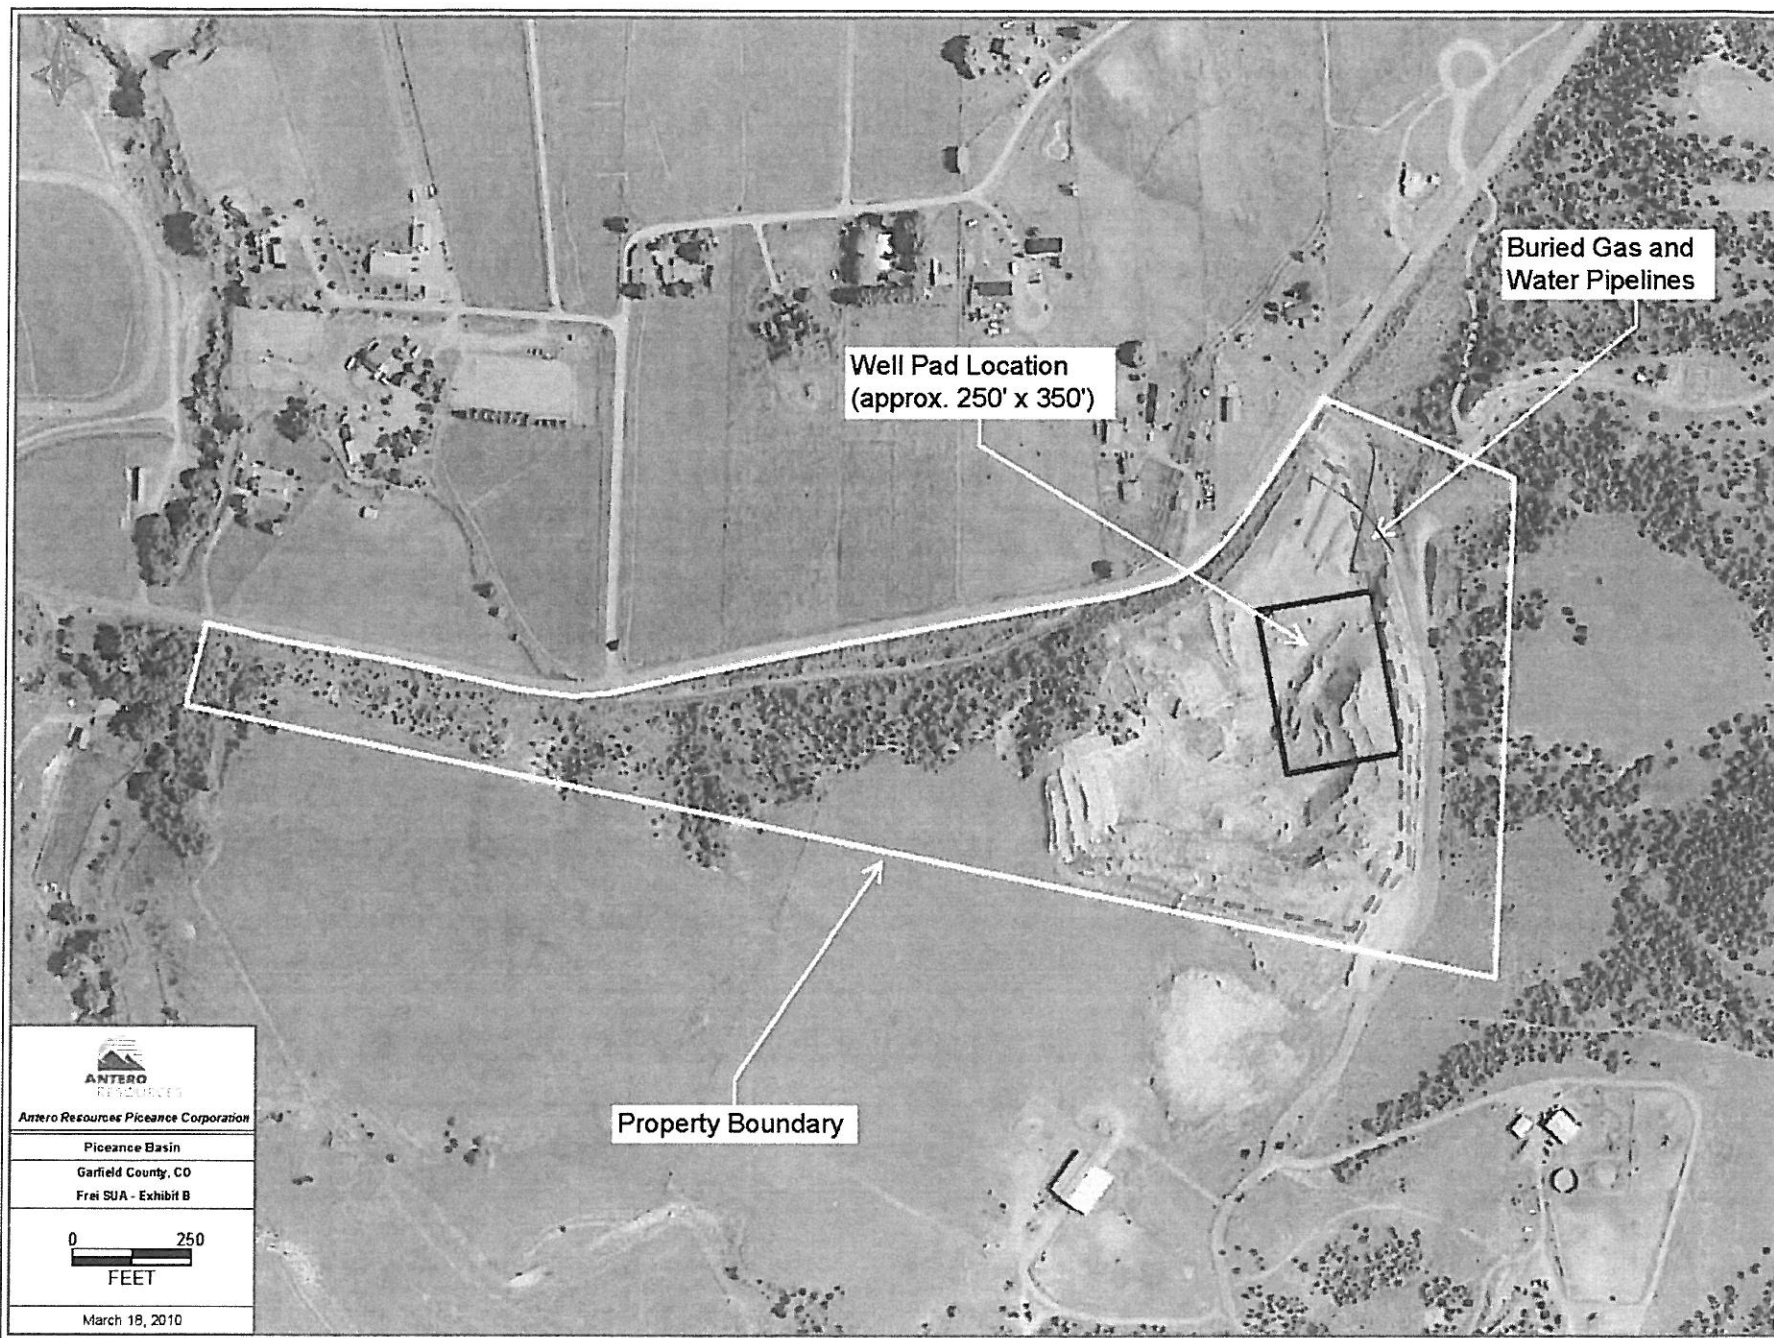 Buried Gas and
Water Pipelines
Well Pad Location
(approx. 250' x 350')
Property Boundary
ANTERO
RESOURCES
Antero Resources Piceance Corporation
Piceance Basin
Garfield County, CO
Frei SUA - Exhibit B
0 250
FEET
March 18, 2010